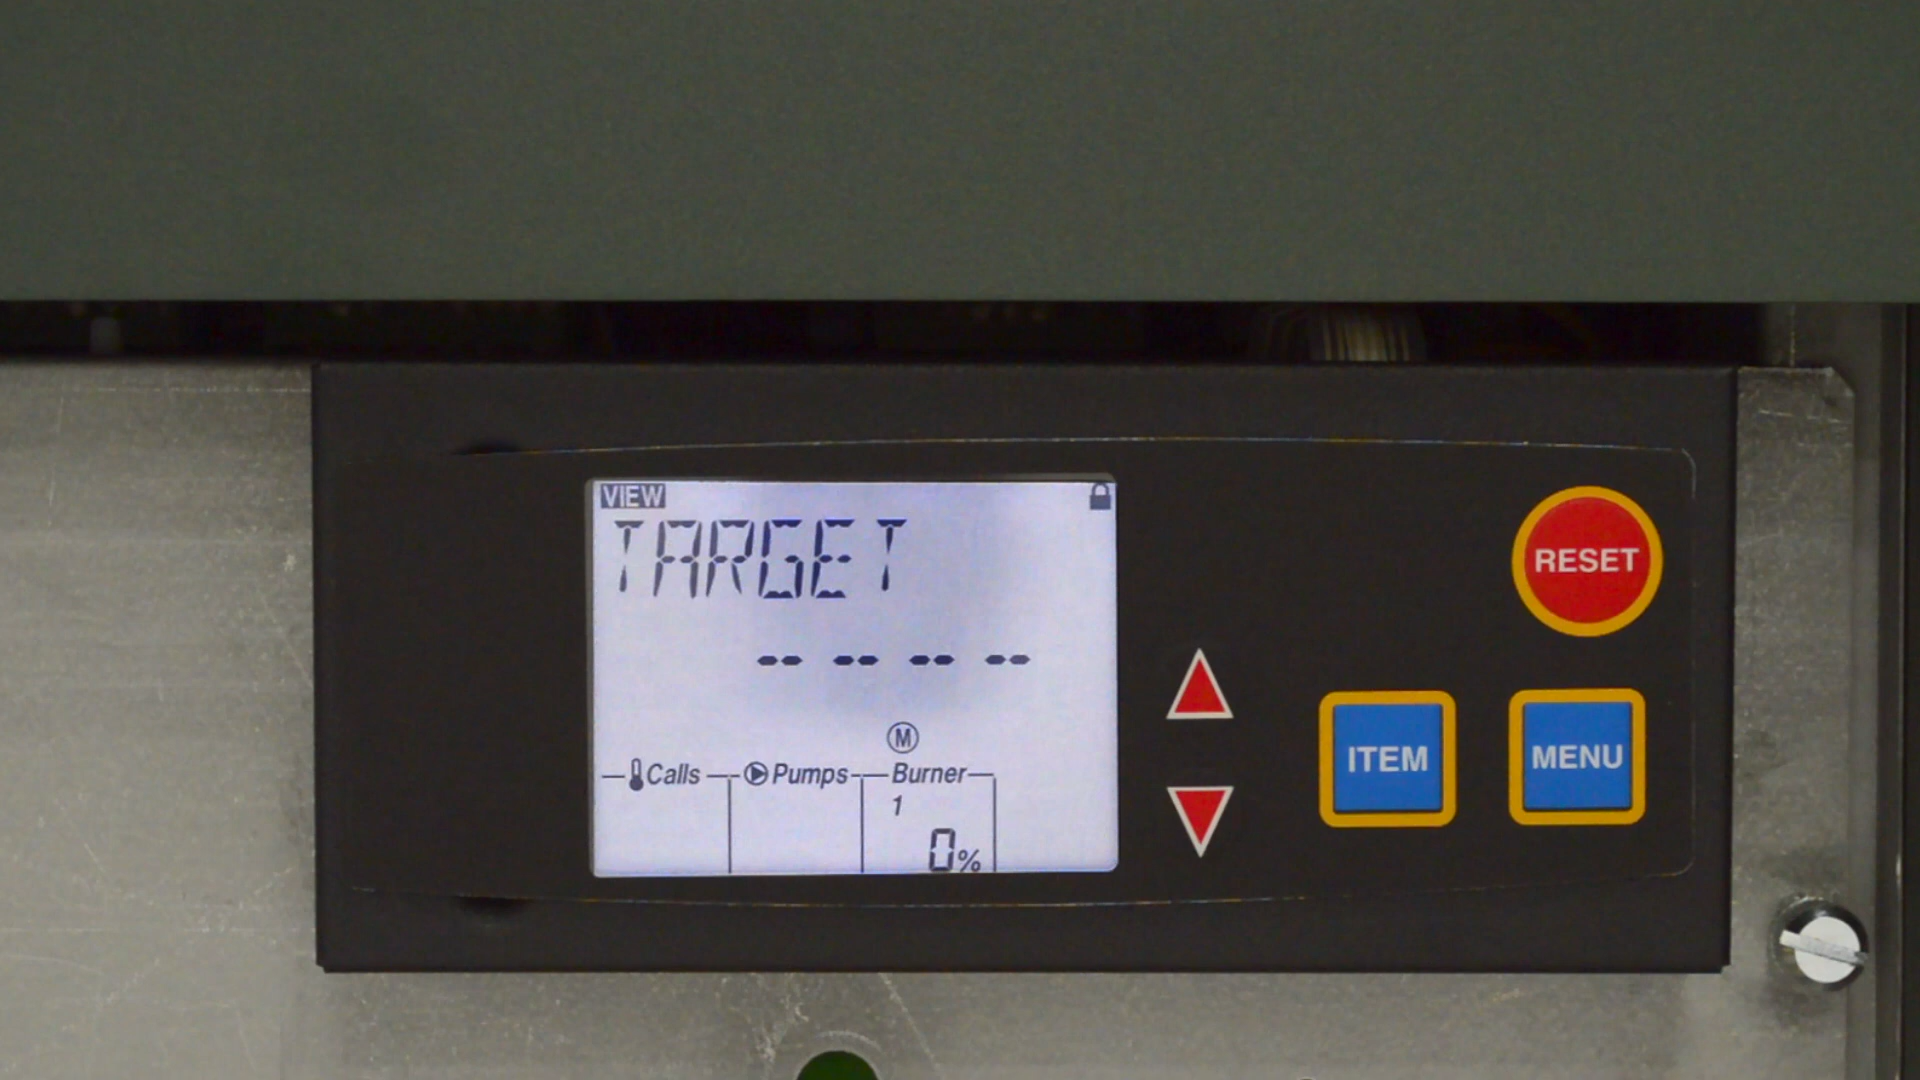 VIEW
TARGET
-- -- -- --
M
Calls Pumps Burner
1
0%
RESET
ITEM MENU